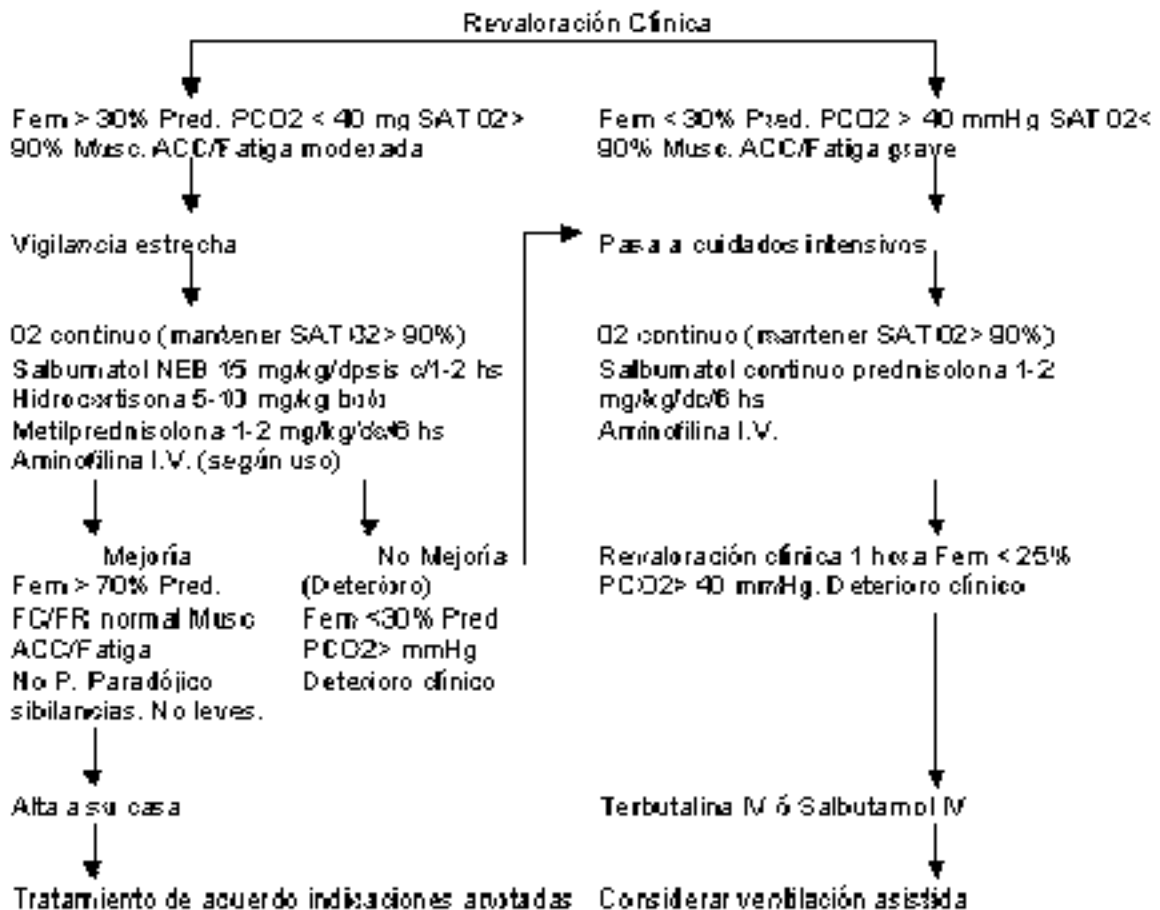 Revaloración Clínica
Fem > 30% Pred. PCO2 < 40 mg SAT 02>
90% Musc. ACC/Fatiga moderada
Vigilancia estrecha
02 continuo (mantener SAT 02> 90%)
Salbumatol NEB 15 mg/kg/dpsis c/1-2 hs
Hidrocortisona 5-10 mg/kg bolo
Metilprednisolona 1-2 mg/kg/ds/6 hs
Aminofilina I.V. (según uso)
Mejoría
Fem > 70% Pred.
FC/FR normal Musc
ACC/Fatiga
No P. Paradójico
sibilancias. No leves.
No Mejoría
(Deterioro)
Fem <30% Pred
PCO2> mmHg
Deterioro clínico
Alta a su casa
Tratamiento de acuerdo indicaciones anotadas
Fem < 30% Pred. PCO2 > 40 mmHg SAT 02<
90% Musc. ACC/Fatiga grave
Pasa a cuidados intensivos
02 continuo (mantener SAT 02> 90%)
Salbumatol continuo prednisolona 1-2
mg/kg/ds/6 hs
Aminofilina I.V.
Revaloración clínica 1 hora Fem < 25%
PCO2> 40 mm/Hg. Deterioro clínico
Terbutalina IV ó Salbutamol IV
Considerar ventilación asistida